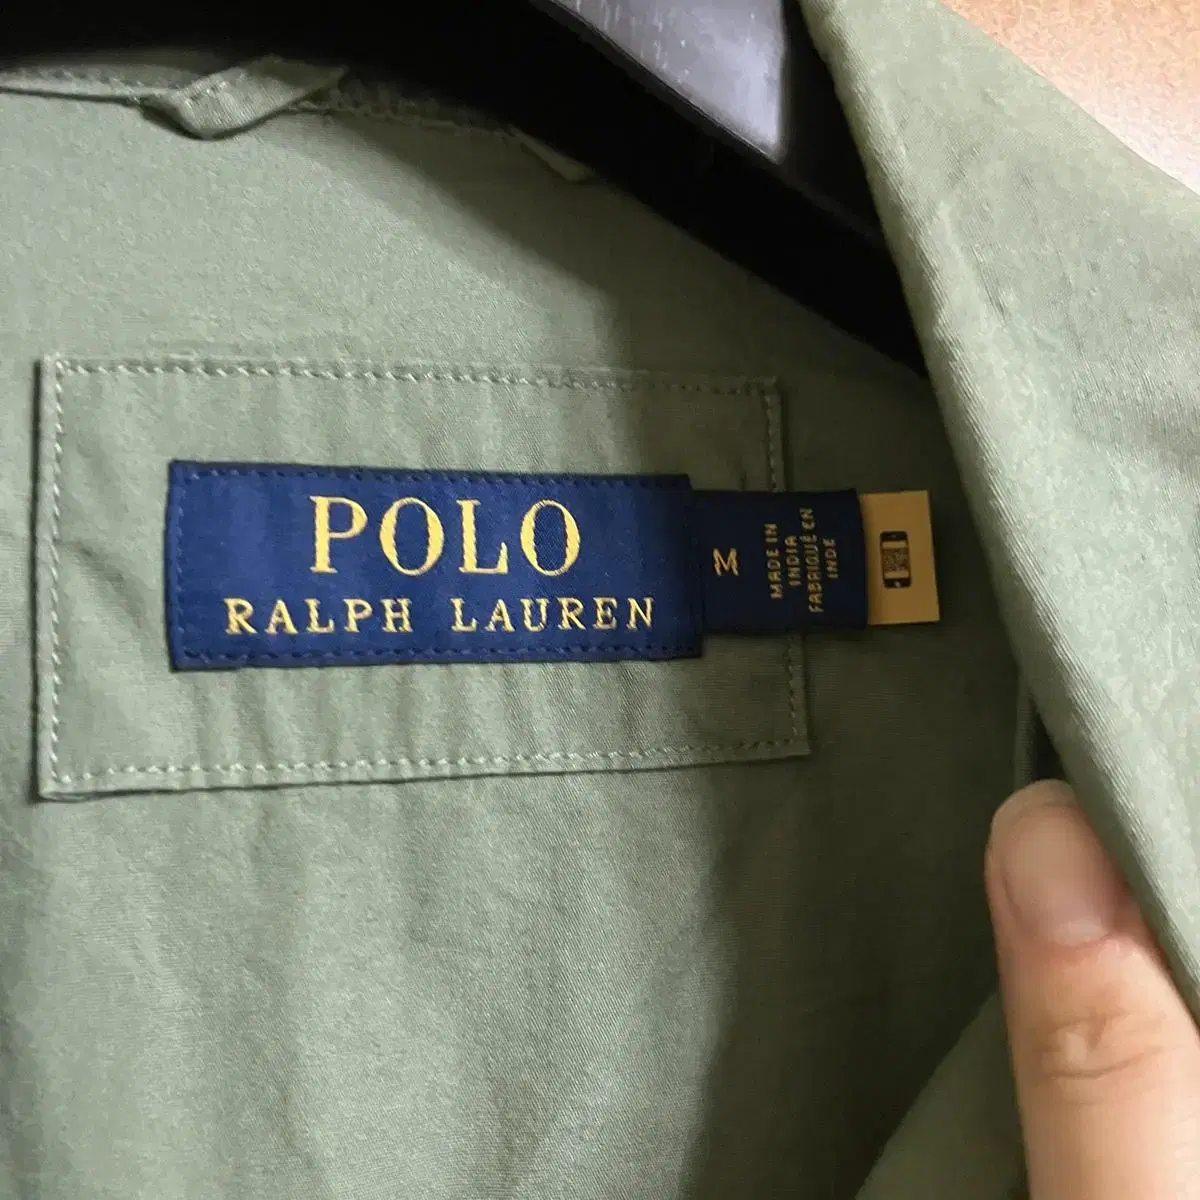 POLO
RALPH LAUREN
M
MADE IN
INDIA
FABRIQUÉ EN
INDE